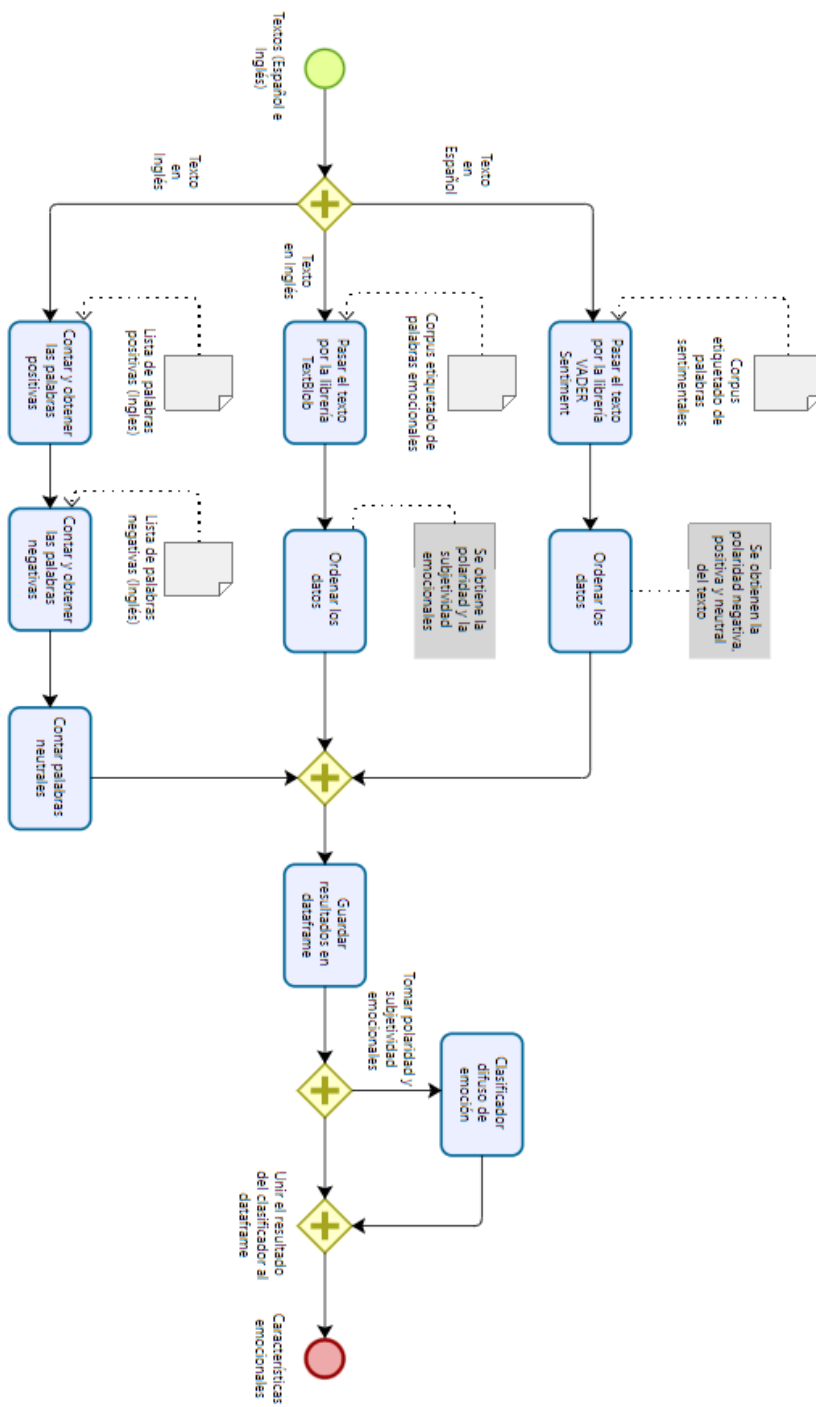 Textos (Español e
Inglés)
Texto
en
Español
Texto
en Inglés
Texto
en
Inglés
Corpus
etiquetado de
palabras
sentimentales
Pasar el texto
por la librería
VADER
Sentiment
Se obtienen la
polaridad negativa,
positiva y neutral
del texto
Ordenar los
datos
Corpus etiquetado de
palabras emocionales
Pasar el texto
por la librería
TextBlob
Se obtiene la
polaridad y la
subjetividad
emocionales
Ordenar los
datos
Lista de palabras
positivas (Ingles)
Contar y obtener
las palabras
positivas
Lista de palabras
negativas (Inglés)
Contar y obtener
las palabras
negativas
Contar palabras
neutrales
Guardar
resultados en
dataframe
Tomar polaridad y
subjetividad
emocionales
Clasificador
difuso de
emoción
Unir el resultado
del clasificador al
dataframe
Características
emocionales